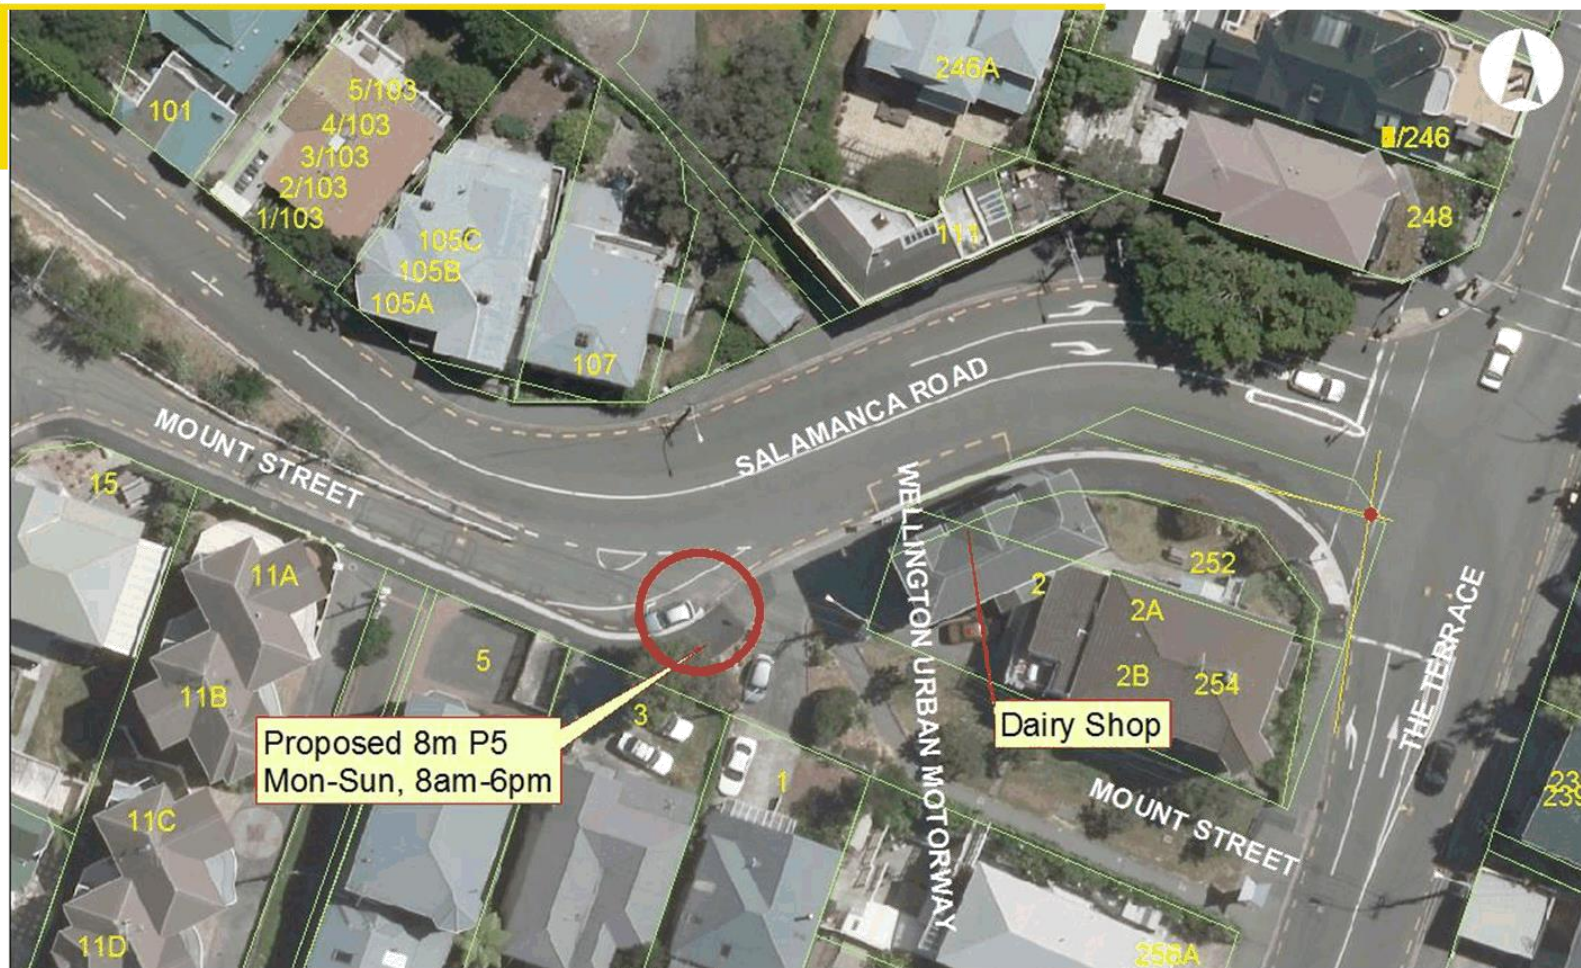 246A
101
5/103
4/103
3/103
2/103
1/103
/246
248
111
105C
105B
105A
107
SALAMANCA ROAD
MOUNT STREET
15
WELLINGTON URBAN MOTORWAY
252
11A
2
2A
5
2B
254
11B
THE TERRACE
3
Dairy Shop
Proposed 8m P5
Mon-Sun, 8am-6pm
1
MOUNT STREET
239
11C
11D